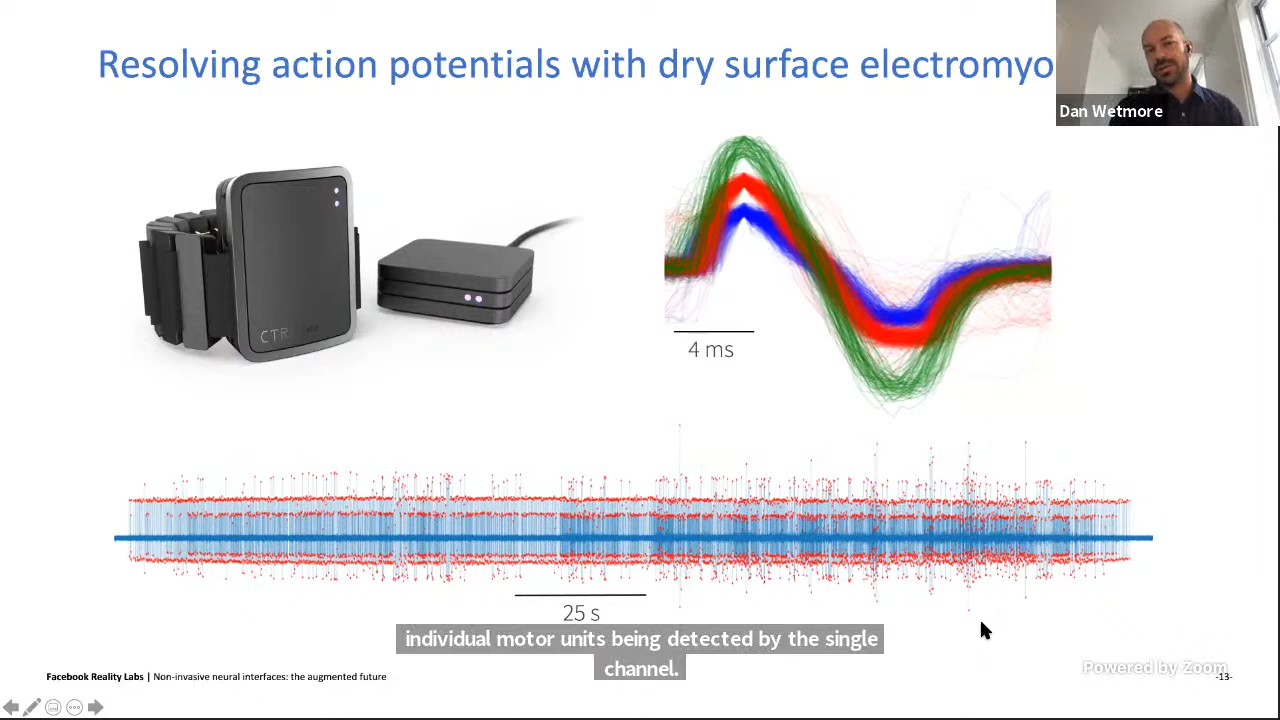 Resolving action potentials with dry surface electromyo
Dan Wetmore
CTR
4 ms
25 s
individual motor units being detected by the single
channel.
Powered by Zoom
Facebook Reality Labs | Non-invasive neural interfaces: the augmented future
-13-